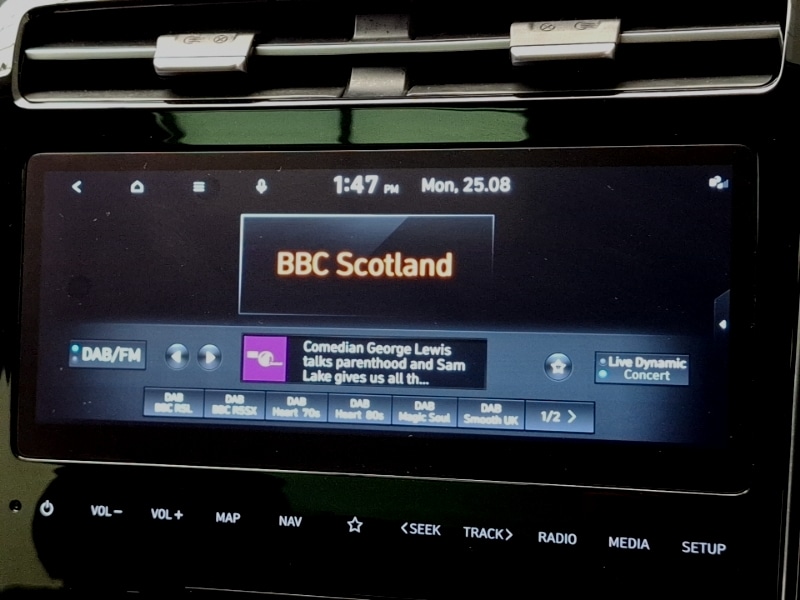 1:47 PM Mon, 25.08
BBC Scotland
DAB/FM
Comedian George Lewis
talks parenthood and Sam
Lake gives us all th...
Live Dynamic
Concert
DAB
BBC RSL
DAB
BBC RSSX
DAB
Heart 70s
DAB
Heart 80s
DAB
Magic Soul
DAB
Smooth UK
1/2 >
VOL− VOL+ MAP NAV <SEEK TRACK> RADIO MEDIA SETUP